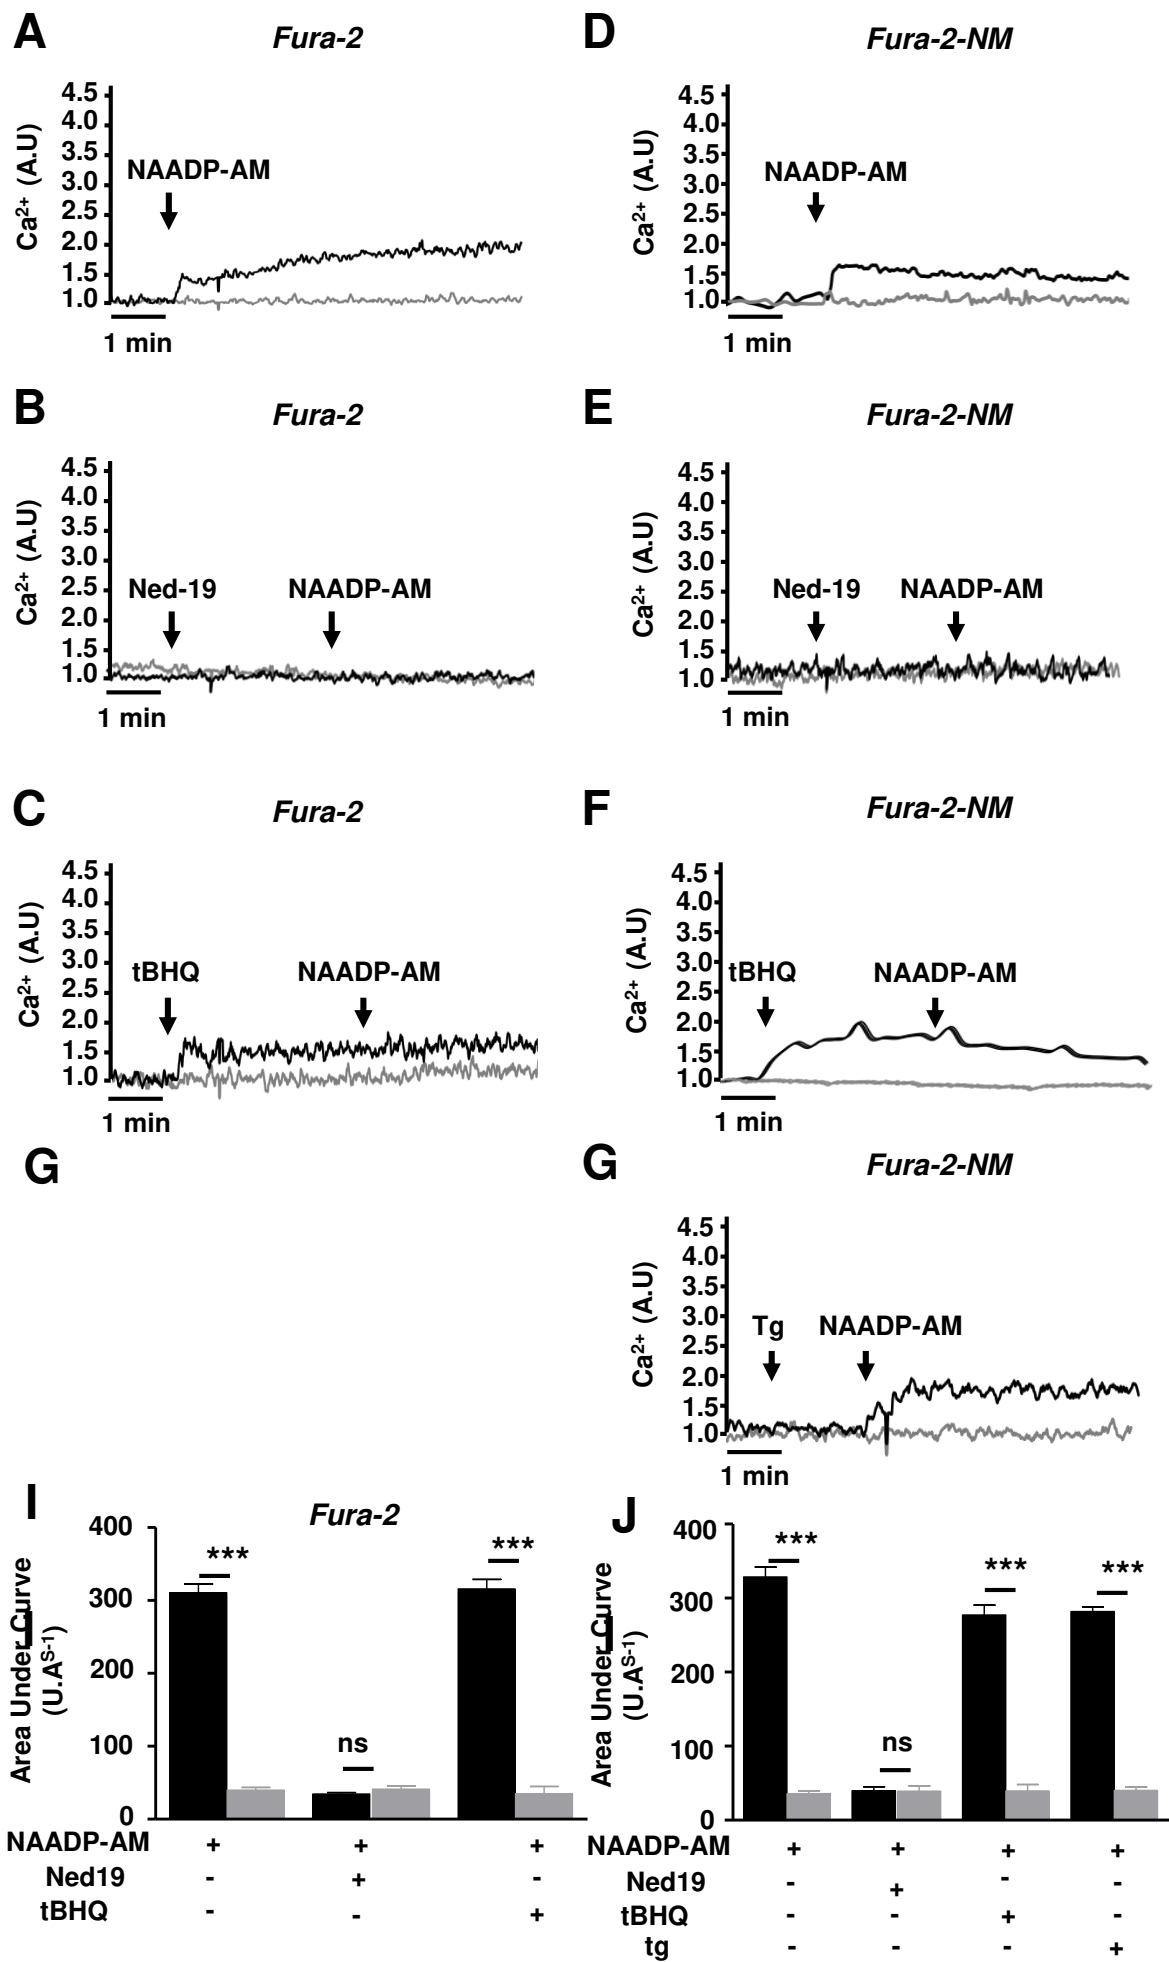 A
Fura-2
4.5
4.0
3.5
3.0
2.5
2.0
1.5
1.0
Ca2+ (A.U)
NAADP-AM
1 min
D
Fura-2-NM
4.5
4.0
3.5
3.0
2.5
2.0
1.5
1.0
Ca2+ (A.U)
NAADP-AM
1 min
B
Fura-2
4.5
4.0
3.5
3.0
2.5
2.0
1.5
1.0
Ca2+ (A.U)
Ned-19 NAADP-AM
1 min
E
Fura-2-NM
4.5
4.0
3.5
3.0
2.5
2.0
1.5
1.0
Ca2+ (A.U)
Ned-19 NAADP-AM
1 min
C
Fura-2
4.5
4.0
3.5
3.0
2.5
2.0
1.5
1.0
Ca2+ (A.U)
tBHQ NAADP-AM
1 min
F
Fura-2-NM
4.5
4.0
3.5
3.0
2.5
2.0
1.5
1.0
Ca2+ (A.U)
tBHQ NAADP-AM
1 min
G
G
Fura-2-NM
4.5
4.0
3.5
3.0
2.5
2.0
1.5
1.0
Ca2+ (A.U)
Tg NAADP-AM
1 min
I
Fura-2
400
300
200
100
0
Area Under Curve
(U.AS-1)
I
*** ns ***
NAADP-AM + + +
Ned19 - + -
tBHQ - - +
J
400
300
200
100
0
Area Under Curve
(U.AS-1)
I
*** ns *** ***
NAADP-AM + + + +
Ned19 - + - -
tBHQ - - + -
tg - - - +